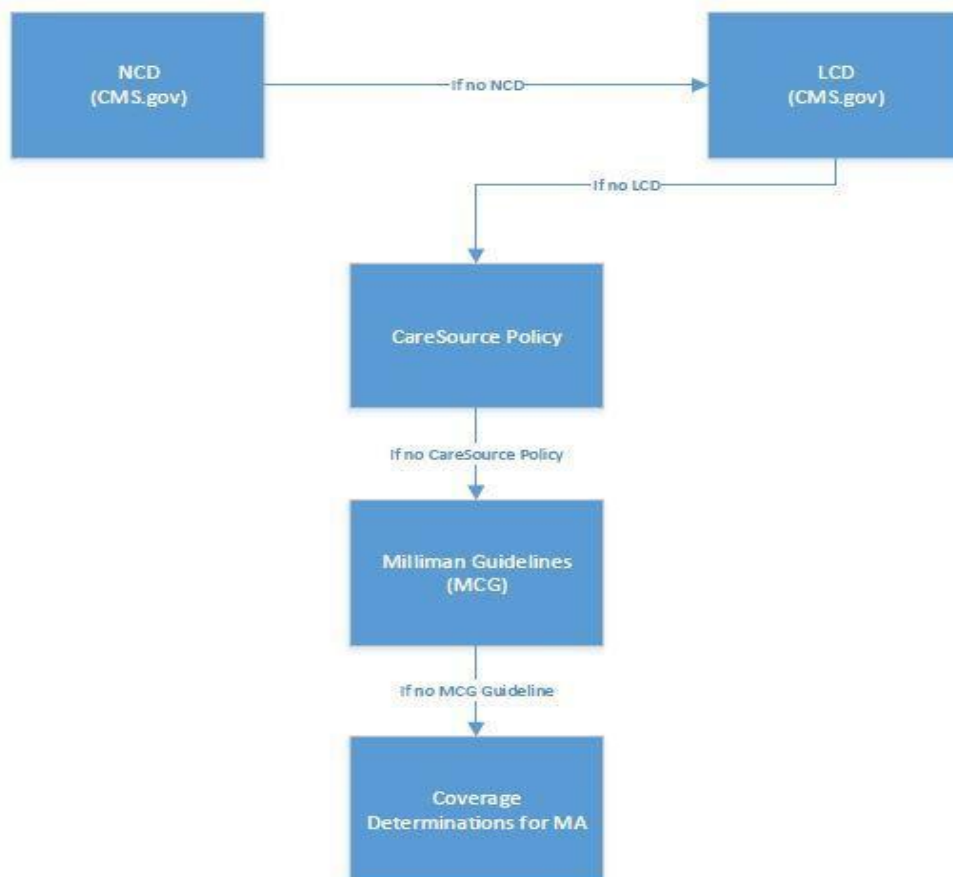 NCD
(CMS.gov)
If no NCD
LCD
(CMS.gov)
If no LCD
CareSource Policy
If no CareSource Policy
Milliman Guidelines
(MCG)
If no MCG Guideline
Coverage
Determinations for MA